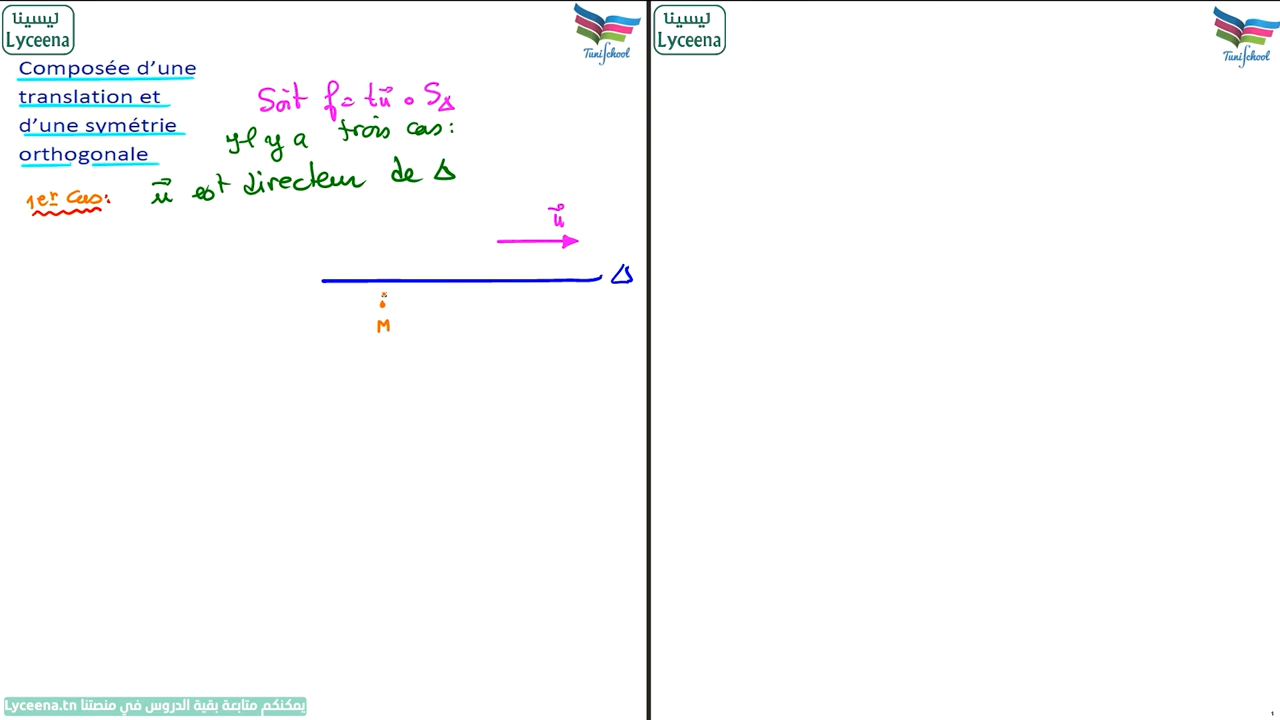 ليسينا
Lyceena
TuniSchool
ليسينا
Lyceena
TuniSchool
Composée d’une
translation et
d’une symétrie
orthogonale
Soit f = tu⃗ ∘ SΔ
Il y a trois cas:
1er Cas: u⃗ est directeur de Δ
u⃗
Δ
M
يمكنكم متابعة بقية الدروس في منصتنا Lyceena.tn
1